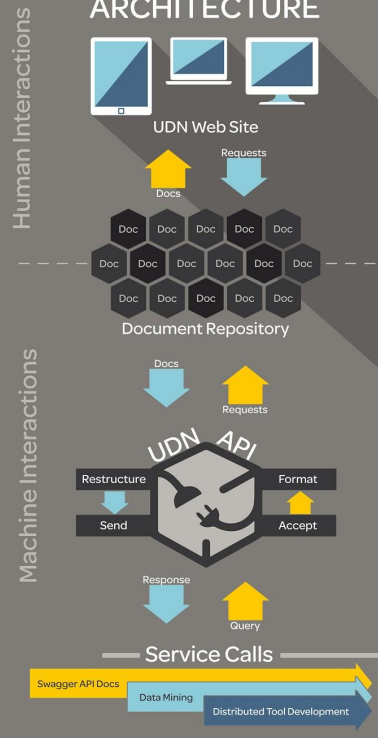 ARCHITECTURE
Human Interactions
UDN Web Site
Requests
Docs
Doc Doc Doc Doc Doc
Doc Doc Doc Doc Doc Doc
Doc Doc Doc Doc Doc
Document Repository
Machine Interactions
Docs
Requests
UDN API
Restructure Format
Send Accept
Response
Query
Service Calls
Swagger API Docs
Data Mining
Distributed Tool Development